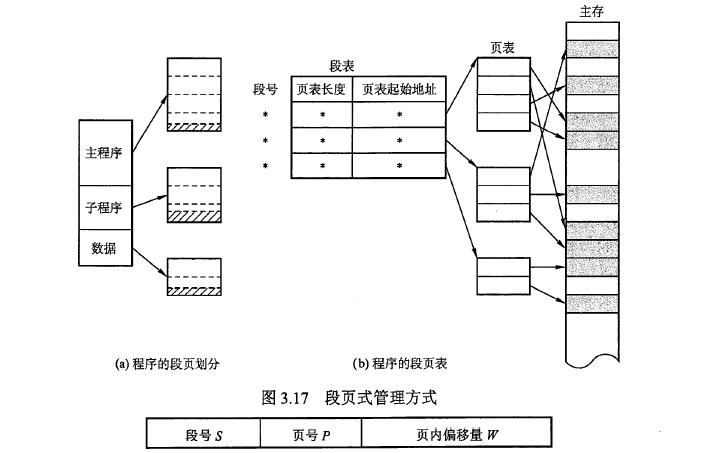 主存
页表
段表
段号 页表长度 页表起始地址
* * *
* * *
* * *
主程序
子程序
数据
(a) 程序的段页划分
(b) 程序的段页表
图 3.17 段页式管理方式
段号 S 页号 P 页内偏移量 W